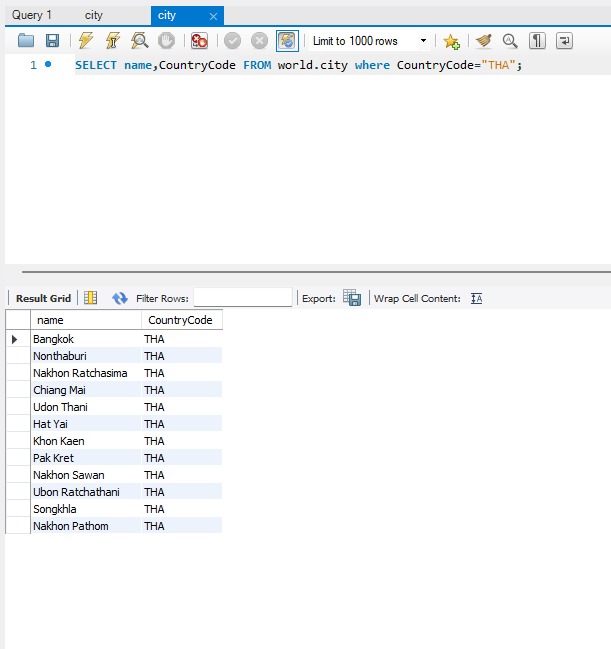 Query 1 city city
Limit to 1000 rows
1 SELECT name,CountryCode FROM world.city where CountryCode="THA";
Result Grid Filter Rows: Export: Wrap Cell Content:
name CountryCode
Bangkok THA
Nonthaburi THA
Nakhon Ratchasima THA
Chiang Mai THA
Udon Thani THA
Hat Yai THA
Khon Kaen THA
Pak Kret THA
Nakhon Sawan THA
Ubon Ratchathani THA
Songkhla THA
Nakhon Pathom THA